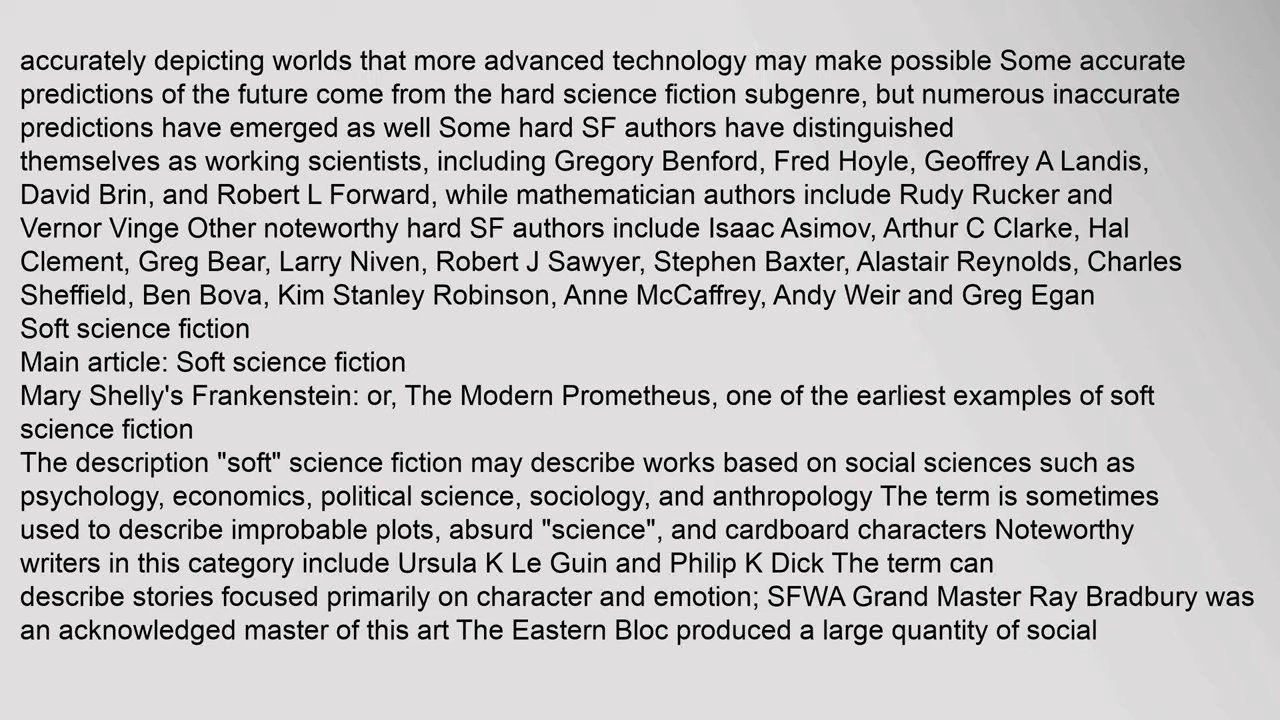 accurately depicting worlds that more advanced technology may make possible Some accurate
predictions of the future come from the hard science fiction subgenre, but numerous inaccurate
predictions have emerged as well Some hard SF authors have distinguished
themselves as working scientists, including Gregory Benford, Fred Hoyle, Geoffrey A Landis,
David Brin, and Robert L Forward, while mathematician authors include Rudy Rucker and
Vernor Vinge Other noteworthy hard SF authors include Isaac Asimov, Arthur C Clarke, Hal
Clement, Greg Bear, Larry Niven, Robert J Sawyer, Stephen Baxter, Alastair Reynolds, Charles
Sheffield, Ben Bova, Kim Stanley Robinson, Anne McCaffrey, Andy Weir and Greg Egan
Soft science fiction
Main article: Soft science fiction
Mary Shelly's Frankenstein: or, The Modern Prometheus, one of the earliest examples of soft
science fiction
The description "soft" science fiction may describe works based on social sciences such as
psychology, economics, political science, sociology, and anthropology The term is sometimes
used to describe improbable plots, absurd "science", and cardboard characters Noteworthy
writers in this category include Ursula K Le Guin and Philip K Dick The term can
describe stories focused primarily on character and emotion; SFWA Grand Master Ray Bradbury was
an acknowledged master of this art The Eastern Bloc produced a large quantity of social